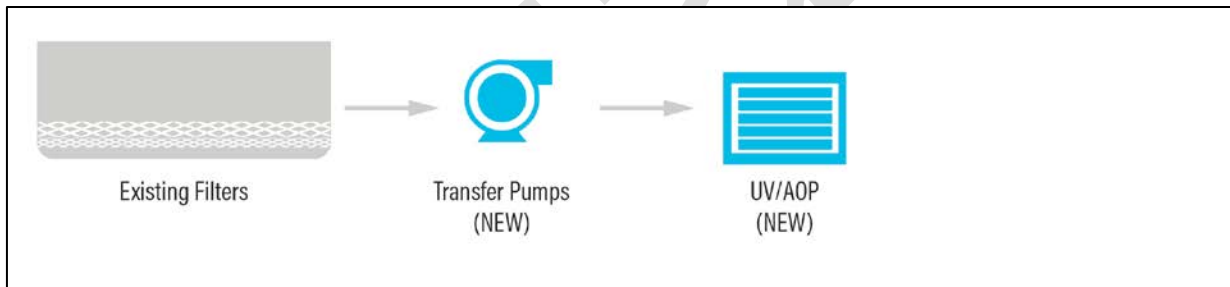 Existing Filters
Transfer Pumps
(NEW)
UV/AOP
(NEW)